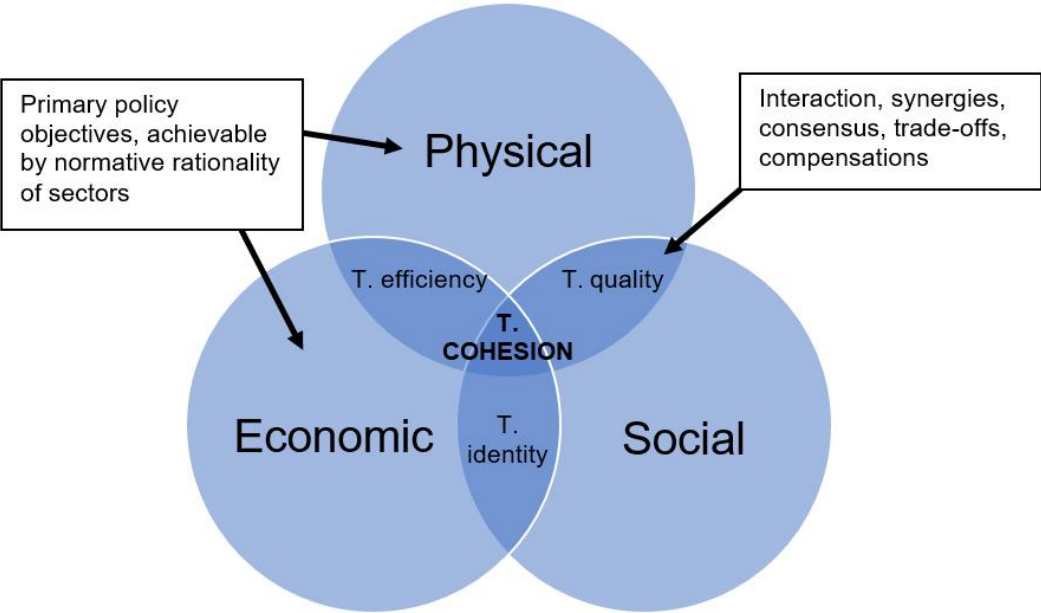 Primary policy
objectives, achievable
by normative rationality
of sectors
Interaction, synergies,
consensus, trade-offs,
compensations
Physical
T. efficiency
T. quality
T.
COHESION
Economic
T.
identity
Social